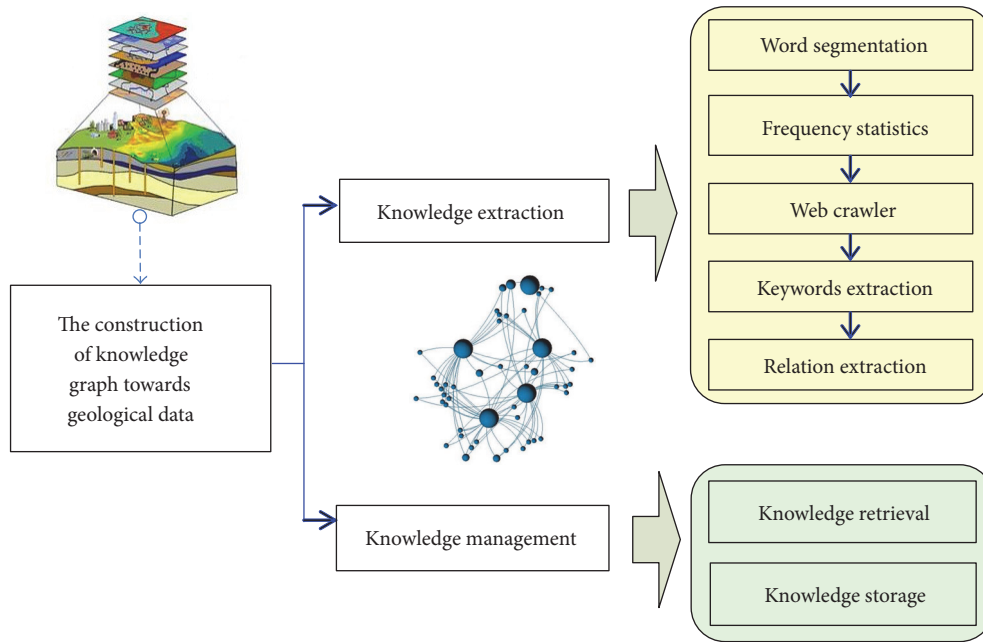 The construction
of knowledge
graph towards
geological data
Knowledge extraction
Knowledge management
Word segmentation
Frequency statistics
Web crawler
Keywords extraction
Relation extraction
Knowledge retrieval
Knowledge storage